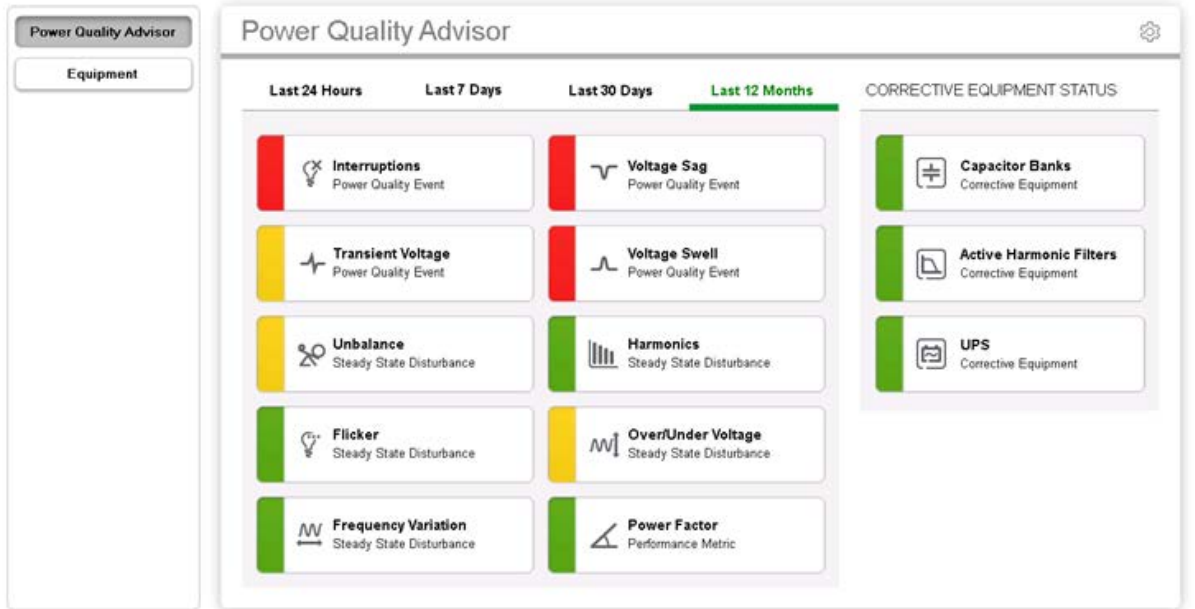 Power Quality Advisor
Equipment
Power Quality Advisor
Last 24 Hours
Last 7 Days
Last 30 Days
Last 12 Months
CORRECTIVE EQUIPMENT STATUS
Interruptions
Power Quality Event
Voltage Sag
Power Quality Event
Transient Voltage
Power Quality Event
Voltage Swell
Power Quality Event
Unbalance
Steady State Disturbance
Harmonics
Steady State Disturbance
Flicker
Steady State Disturbance
Over/Under Voltage
Steady State Disturbance
Frequency Variation
Steady State Disturbance
Power Factor
Performance Metric
Capacitor Banks
Corrective Equipment
Active Harmonic Filters
Corrective Equipment
UPS
Corrective Equipment